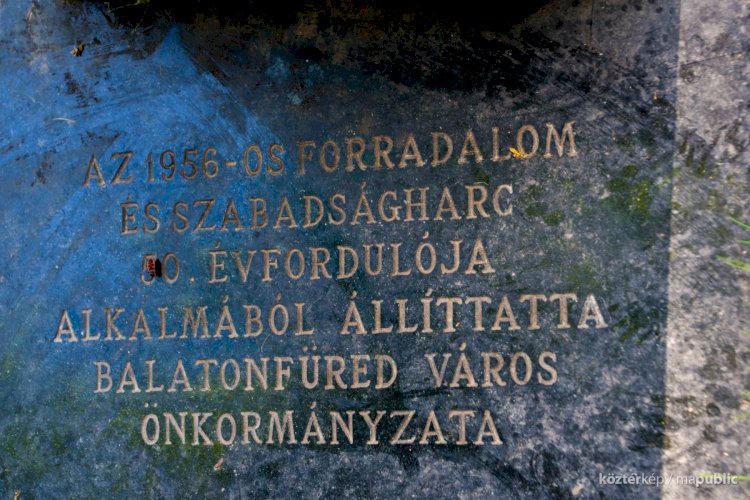 AZ 1956-OS FORRADALOM
ÉS SZABADSÁGHARC
50. ÉVFORDULÓJA
ALKALMÁBÓL ÁLLÍTTATTA
BALATONFÜRED VÁROS
ÖNKORMÁNYZATA
köztérkép / mapublic